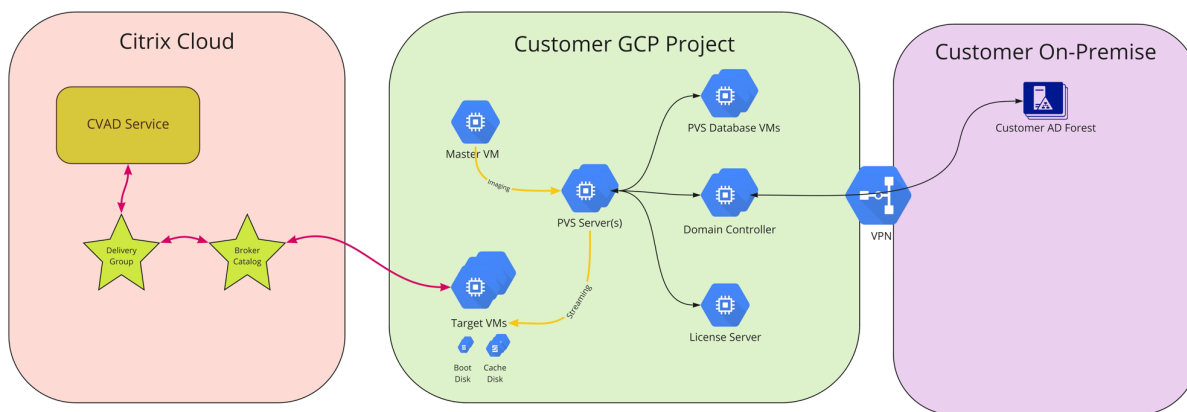 Citrix Cloud
CVAD Service
Delivery
Group
Broker
Catalog
Customer GCP Project
Master VM
Imaging
PVS Server(s)
Streaming
Target VMs
Boot
Disk
Cache
Disk
PVS Database VMs
Domain Controller
License Server
VPN
Customer On-Premise
Customer AD Forest